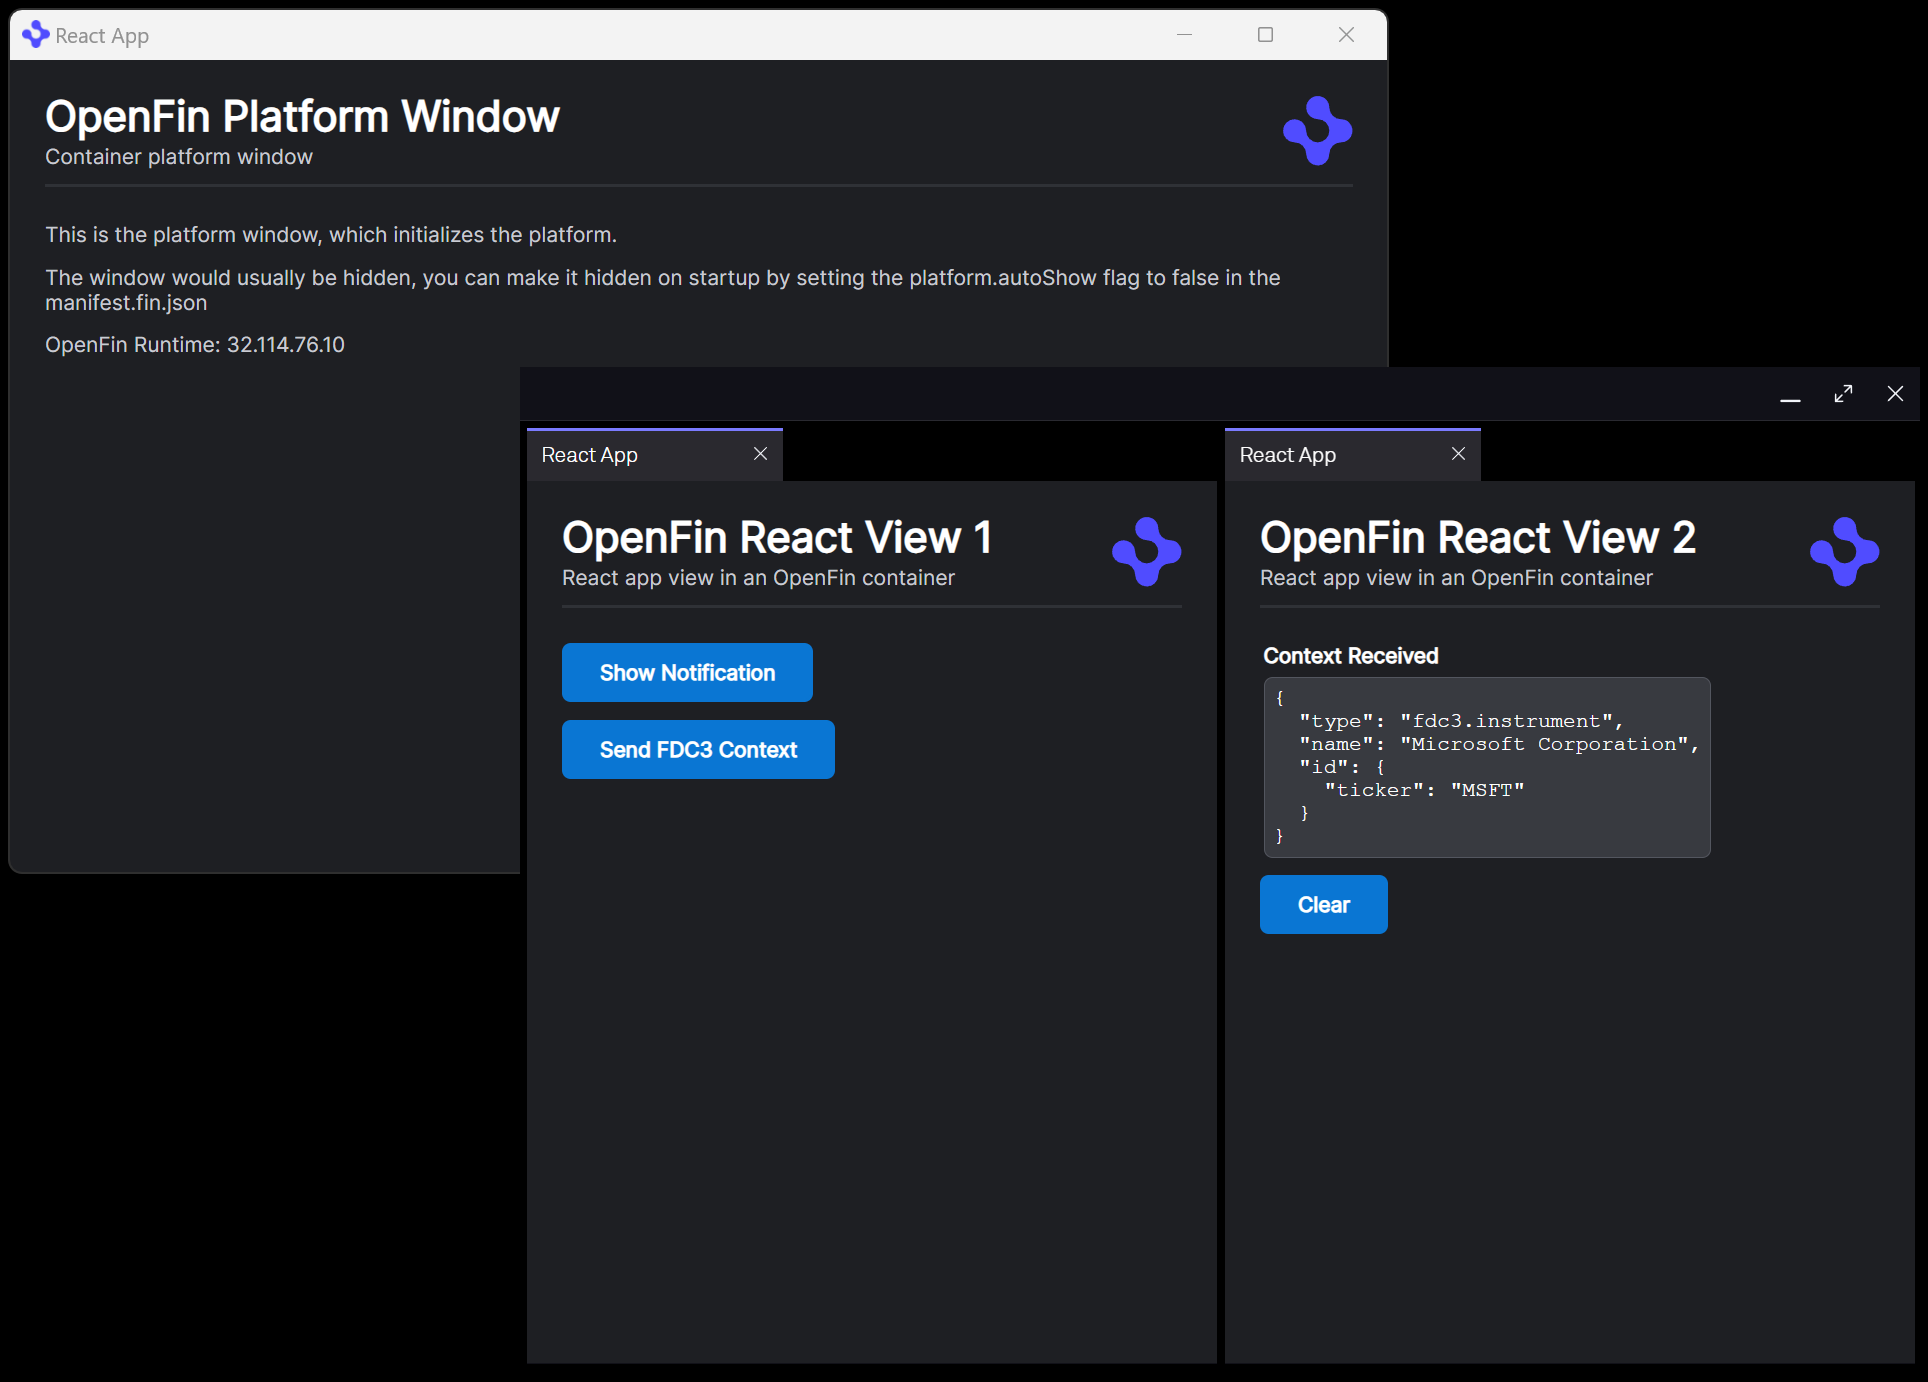 React App
OpenFin Platform Window
Container platform window
This is the platform window, which initializes the platform.
The window would usually be hidden, you can make it hidden on startup by setting the platform.autoShow flag to false in the
manifest.fin.json
OpenFin Runtime: 32.114.76.10
React App
OpenFin React View 1
React app view in an OpenFin container
Show Notification
Send FDC3 Context
React App
OpenFin React View 2
React app view in an OpenFin container
Context Received
{
  "type": "fdc3.instrument",
  "name": "Microsoft Corporation",
  "id": {
    "ticker": "MSFT"
  }
}
Clear